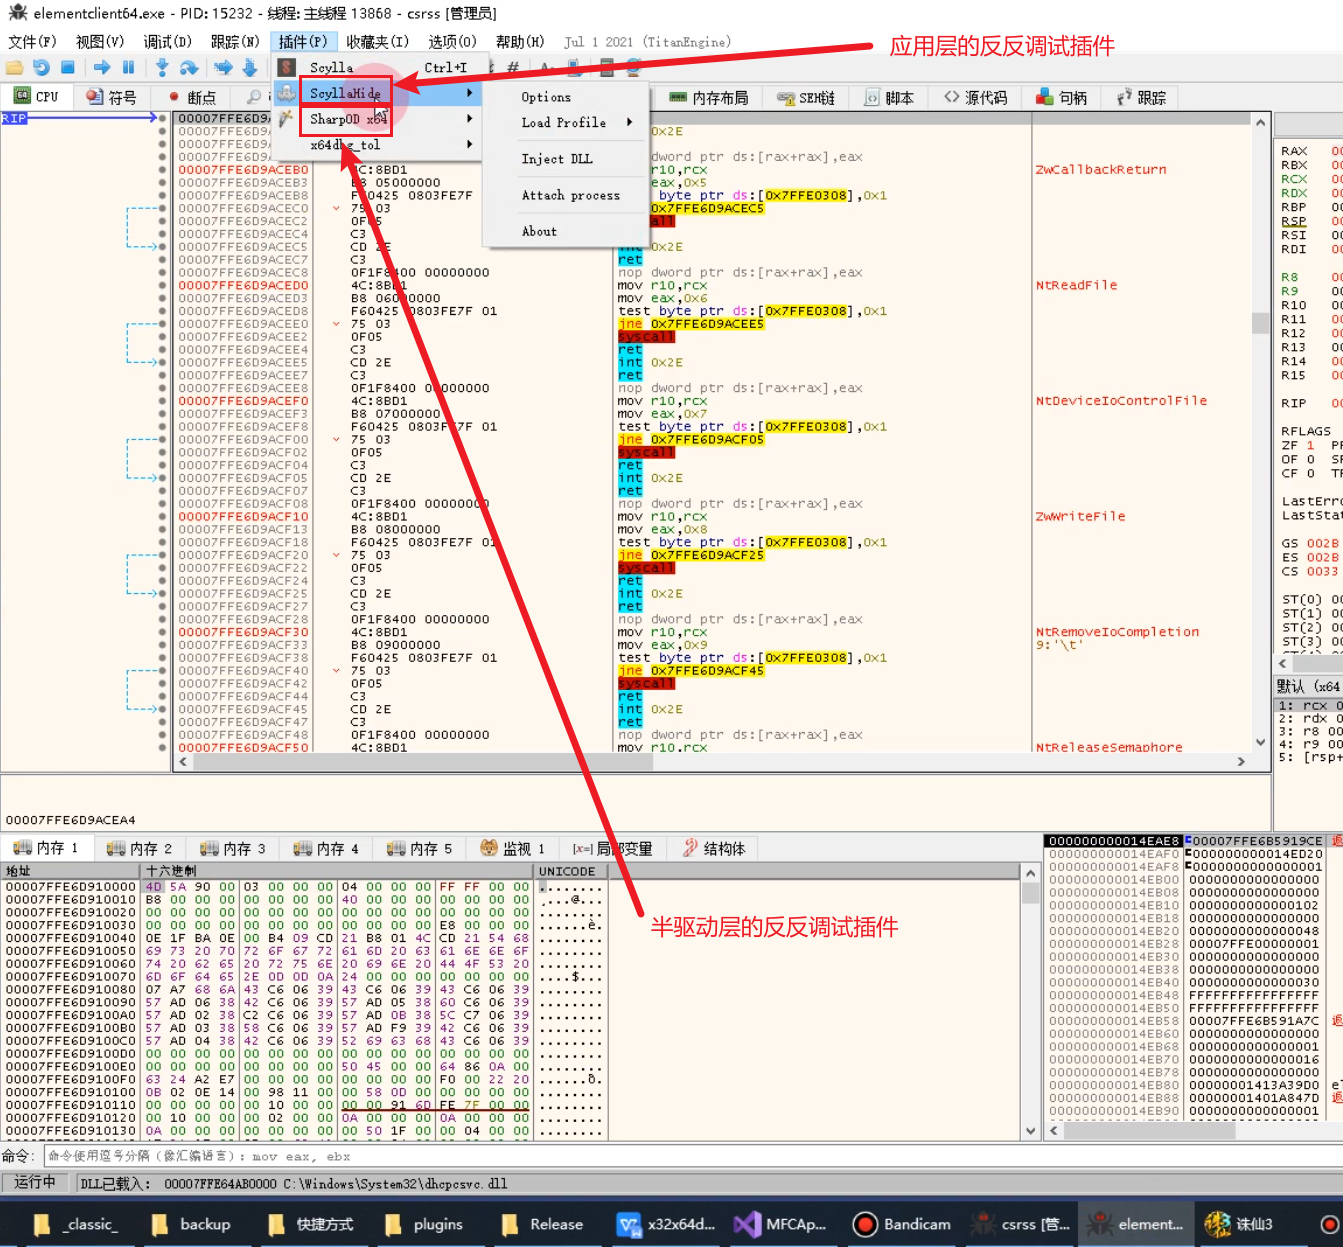 elementclient64.exe - PID: 15232 - 线程: 主线程 13868 - csrss [管理员]
文件(F) 视图(V) 调试(D) 跟踪(N) 插件(P) 收藏夹(I) 选项(O) 帮助(H) Jul 1 2021 (TitanEngine)
应用层的反反调试插件
Scylla Ctrl+I
ScyllaHide
SharpOD x64
x64dbg_tol
Options
Load Profile
Inject DLL
Attach process
About
CPU 符号 断点 内存布局 SEH链 脚本 源代码 句柄 跟踪
RIP
00007FFE6D9ACEB0 4C:8BD1 r10,rcx ZwCallbackReturn
00007FFE6D9ACEB3 B8 05000000 eax,0x5
00007FFE6D9ACEB8 F60425 0803FE7F byte ptr ds:[0x7FFE0308],0x1
00007FFE6D9ACEC0 75 03 0x7FFE6D9ACEC5
00007FFE6D9ACEC2 0F05
00007FFE6D9ACEC4 C3
00007FFE6D9ACEC5 CD 2E 0x2E
00007FFE6D9ACEC7 C3 ret
00007FFE6D9ACEC8 0F1F8400 00000000 nop dword ptr ds:[rax+rax],eax
00007FFE6D9ACED0 4C:8BD1 mov r10,rcx NtReadFile
00007FFE6D9ACED3 B8 06000000 mov eax,0x6
00007FFE6D9ACED8 F60425 0803FE7F 01 test byte ptr ds:[0x7FFE0308],0x1
00007FFE6D9ACEE0 75 03 jne 0x7FFE6D9ACEE5
00007FFE6D9ACEE2 0F05 syscall
00007FFE6D9ACEE4 C3 ret
00007FFE6D9ACEE5 CD 2E int 0x2E
00007FFE6D9ACEE7 C3 ret
00007FFE6D9ACEE8 0F1F8400 00000000 nop dword ptr ds:[rax+rax],eax
00007FFE6D9ACEF0 4C:8BD1 mov r10,rcx NtDeviceIoControlFile
00007FFE6D9ACEF3 B8 07000000 mov eax,0x7
00007FFE6D9ACEF8 F60425 0803FE7F 01 test byte ptr ds:[0x7FFE0308],0x1
00007FFE6D9ACF00 75 03 jne 0x7FFE6D9ACF05
00007FFE6D9ACF02 0F05 syscall
00007FFE6D9ACF04 C3 ret
00007FFE6D9ACF05 CD 2E int 0x2E
00007FFE6D9ACF07 C3 ret
00007FFE6D9ACF08 0F1F8400 00000000 nop dword ptr ds:[rax+rax],eax
00007FFE6D9ACF10 4C:8BD1 mov r10,rcx ZwWriteFile
00007FFE6D9ACF13 B8 08000000 mov eax,0x8
00007FFE6D9ACF18 F60425 0803FE7F 01 test byte ptr ds:[0x7FFE0308],0x1
00007FFE6D9ACF20 75 03 jne 0x7FFE6D9ACF25
00007FFE6D9ACF22 0F05 syscall
00007FFE6D9ACF24 C3 ret
00007FFE6D9ACF25 CD 2E int 0x2E
00007FFE6D9ACF27 C3 ret
00007FFE6D9ACF28 0F1F8400 00000000 nop dword ptr ds:[rax+rax],eax
00007FFE6D9ACF30 4C:8BD1 mov r10,rcx NtRemoveIoCompletion
00007FFE6D9ACF33 B8 09000000 mov eax,0x9 9:'\t'
00007FFE6D9ACF38 F60425 0803FE7F 01 test byte ptr ds:[0x7FFE0308],0x1
00007FFE6D9ACF40 75 03 jne 0x7FFE6D9ACF45
00007FFE6D9ACF42 0F05 syscall
00007FFE6D9ACF44 C3 ret
00007FFE6D9ACF45 CD 2E int 0x2E
00007FFE6D9ACF47 C3 ret
00007FFE6D9ACF48 0F1F8400 00000000 nop dword ptr ds:[rax+rax],eax
00007FFE6D9ACF50 4C:8BD1 mov r10,rcx NtReleaseSemaphore
RAX
RBX
RCX
RDX
RBP
RSP
RSI
RDI
R8
R9
R10
R11
R12
R13
R14
R15
RIP
RFLAGS
ZF 1
OF 0
CF 0
GS 002B
ES 002B
CS 0033
ST(0)
ST(1)
ST(2)
ST(3)
默认 (x64
1: rcx
2: rdx
3: r8
4: r9
5: [rsp+
00007FFE6D9ACEA4
半驱动层的反反调试插件
内存 1 内存 2 内存 3 内存 4 内存 5 监视 1 局部变量 结构体
地址 十六进制 UNICODE
00007FFE6D910000 4D 5A 90 00 03 00 00 00 04 00 00 00 FF FF 00 00
00007FFE6D910010 B8 00 00 00 00 00 00 00 40 00 00 00 00 00 00 00
00007FFE6D910020 00 00 00 00 00 00 00 00 00 00 00 00 00 00 00 00
00007FFE6D910030 00 00 00 00 00 00 00 00 00 00 00 00 E8 00 00 00
00007FFE6D910040 0E 1F BA 0E 00 B4 09 CD 21 B8 01 4C CD 21 54 68
00007FFE6D910050 69 73 20 70 72 6F 67 72 61 6D 20 63 61 6E 6E 6F
00007FFE6D910060 74 20 62 65 20 72 75 6E 20 69 6E 20 44 4F 53 20
00007FFE6D910070 6D 6F 64 65 2E 0D 0D 0A 24 00 00 00 00 00 00 00
00007FFE6D910080 07 A7 68 6A 43 C6 06 39 43 C6 06 39 43 C6 06 39
00007FFE6D910090 57 AD 06 38 42 C6 06 39 57 AD 05 38 60 C6 06 39
00007FFE6D9100A0 57 AD 02 38 C2 C6 06 39 57 AD 0B 38 5C C7 06 39
00007FFE6D9100B0 57 AD 03 38 58 C6 06 39 57 AD F9 39 42 C6 06 39
00007FFE6D9100C0 57 AD 04 38 42 C6 06 39 52 69 63 68 43 C6 06 39
00007FFE6D9100D0 00 00 00 00 00 00 00 00 00 00 00 00 00 00 00 00
00007FFE6D9100E0 00 00 00 00 00 00 00 00 50 45 00 00 64 86 0A 00
00007FFE6D9100F0 63 24 A2 E7 00 00 00 00 00 00 00 00 F0 00 22 20
00007FFE6D910100 0B 02 0E 14 00 98 11 00 00 58 0D 00 00 00 00 00
00007FFE6D910110 00 00 00 00 00 10 00 00 00 00 91 6D FE 7F 00 00
00007FFE6D910120 00 10 00 00 00 02 00 00 0A 00 00 00 0A 00 00 00
00007FFE6D910130 0A 00 00 00 00 00 00 00 00 50 1F 00 00 04 00 00
000000000014EAE8 00007FFE6B5919CE
000000000014EAF0 000000000014ED20
000000000014EAF8 0000000000000001
000000000014EB00 0000000000000000
000000000014EB08 0000000000000000
000000000014EB10 0000000000000102
000000000014EB18 0000000000000000
000000000014EB20 0000000000000048
000000000014EB28 00007FFE00000001
000000000014EB30 0000000000000000
000000000014EB38 0000000000000000
000000000014EB40 0000000000000030
000000000014EB48 FFFFFFFFFFFFFFFF
000000000014EB50 FFFFFFFFFFFFFFFF
000000000014EB58 00007FFE6B591A7C
000000000014EB60 0000000000000000
000000000014EB68 0000000000000001
000000000014EB70 0000000000000016
000000000014EB78 0000000000000000
000000000014EB80 00000001413A39D0
000000000014EB88 00000001401A847D
000000000014EB90 0000000000000001
命令: 命令使用逗号分隔（像汇编语言）: mov eax, ebx
运行中 DLL已载入: 00007FFE64AB0000 C:\Windows\System32\dhcpcsvc.dll
_classic_ backup 快捷方式 plugins Release x32x64d... MFCAp... Bandicam csrss [管... element... 诛仙3